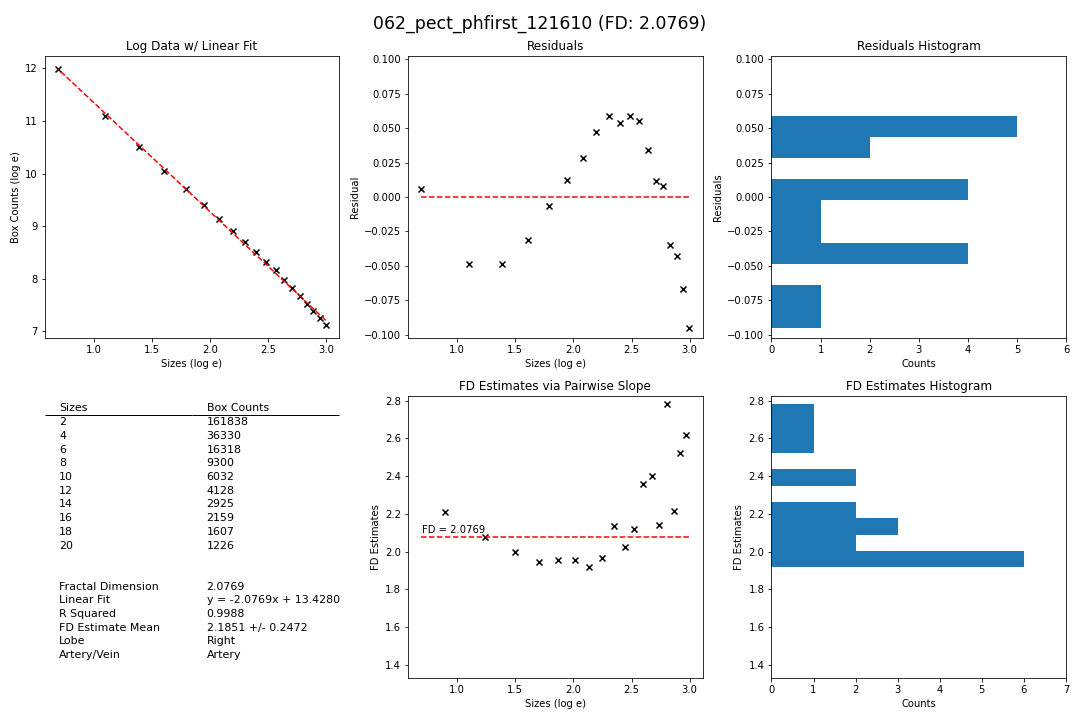 062_pect_phfirst_121610 (FD: 2.0769)
Log Data w/ Linear Fit
12
11
10
9
8
7
Box Counts (log e)
1.0 1.5 2.0 2.5 3.0
Sizes (log e)
Residuals
0.100
0.075
0.050
0.025
0.000
−0.025
−0.050
−0.075
−0.100
Residual
1.0 1.5 2.0 2.5 3.0
Sizes (log e)
Residuals Histogram
0.100
0.075
0.050
0.025
0.000
−0.025
−0.050
−0.075
−0.100
Residuals
0 1 2 3 4 5 6
Counts
Sizes Box Counts
2 161838
4 36330
6 16318
8 9300
10 6032
12 4128
14 2925
16 2159
18 1607
20 1226
Fractal Dimension 2.0769
Linear Fit y = -2.0769x + 13.4280
R Squared 0.9988
FD Estimate Mean 2.1851 +/- 0.2472
Lobe Right
Artery/Vein Artery
FD Estimates via Pairwise Slope
2.8
2.6
2.4
2.2
2.0
1.8
1.6
1.4
FD Estimates
FD = 2.0769
1.0 1.5 2.0 2.5 3.0
Sizes (log e)
FD Estimates Histogram
2.8
2.6
2.4
2.2
2.0
1.8
1.6
1.4
FD Estimates
0 1 2 3 4 5 6 7
Counts